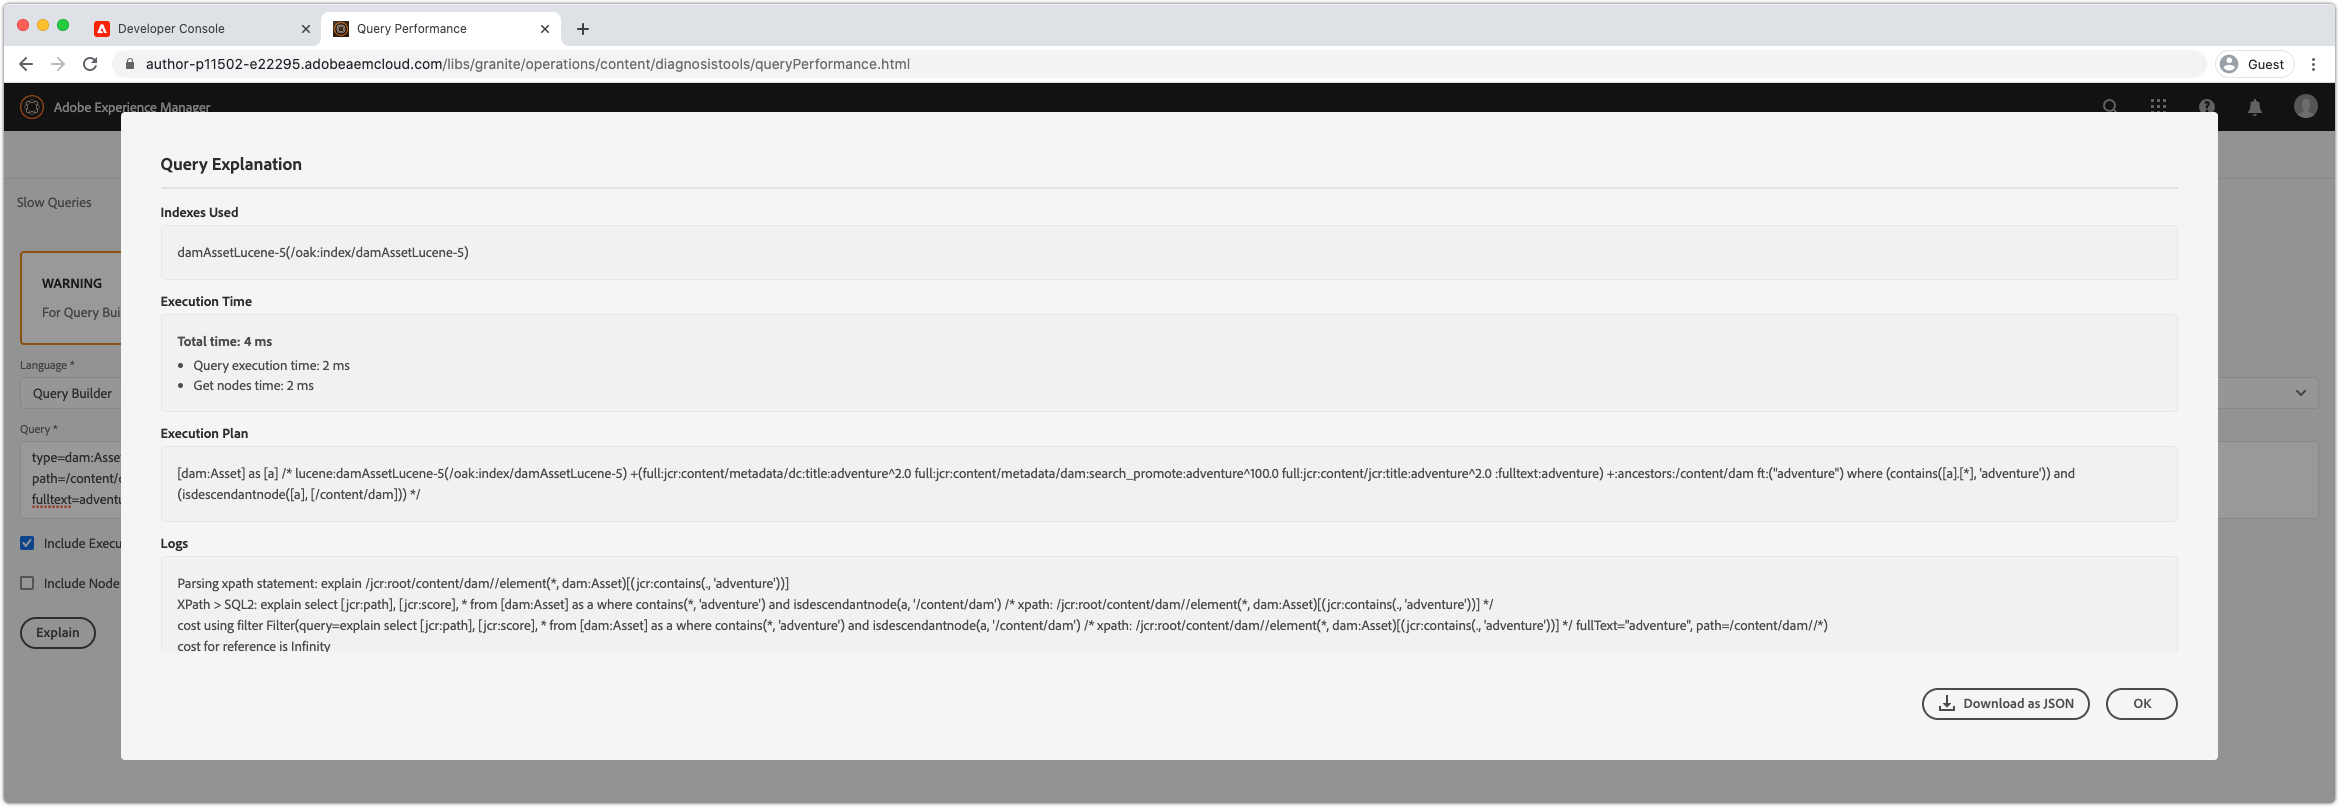 Developer Console
Query Performance
author-p11502-e22295.adobeaemcloud.com/libs/granite/operations/content/diagnosistools/queryPerformance.html
Guest
Adobe Experience Manager
Query Explanation
Slow Queries
Indexes Used
damAssetLucene-5(/oak:index/damAssetLucene-5)
WARNING
For Query Bui
Execution Time
Total time: 4 ms
• Query execution time: 2 ms
• Get nodes time: 2 ms
Language *
Query Builder
Query *
type=dam:Asse
path=/content/
fulltext=adventu
Execution Plan
[dam:Asset] as [a] /* lucene:damAssetLucene-5(/oak:index/damAssetLucene-5) +(full:jcr:content/metadata/dc:title:adventure^2.0 full:jcr:content/metadata/dam:search_promote:adventure^100.0 full:jcr:content/jcr:title:adventure^2.0 :fulltext:adventure) +:ancestors:/content/dam ft:("adventure") where (contains([a].[*], 'adventure')) and
(isdescendantnode([a], [/content/dam])) */
Include Execu
Include Node
Explain
Logs
Parsing xpath statement: explain /jcr:root/content/dam//element(*, dam:Asset)[(jcr:contains(., 'adventure'))]
XPath > SQL2: explain select [jcr:path], [jcr:score], * from [dam:Asset] as a where contains(*, 'adventure') and isdescendantnode(a, '/content/dam') /* xpath: /jcr:root/content/dam//element(*, dam:Asset)[(jcr:contains(., 'adventure'))] */
cost using filter Filter(query=explain select [jcr:path], [jcr:score], * from [dam:Asset] as a where contains(*, 'adventure') and isdescendantnode(a, '/content/dam') /* xpath: /jcr:root/content/dam//element(*, dam:Asset)[(jcr:contains(., 'adventure'))] */ fullText="adventure", path=/content/dam//*)
cost for reference is Infinity
Download as JSON
OK